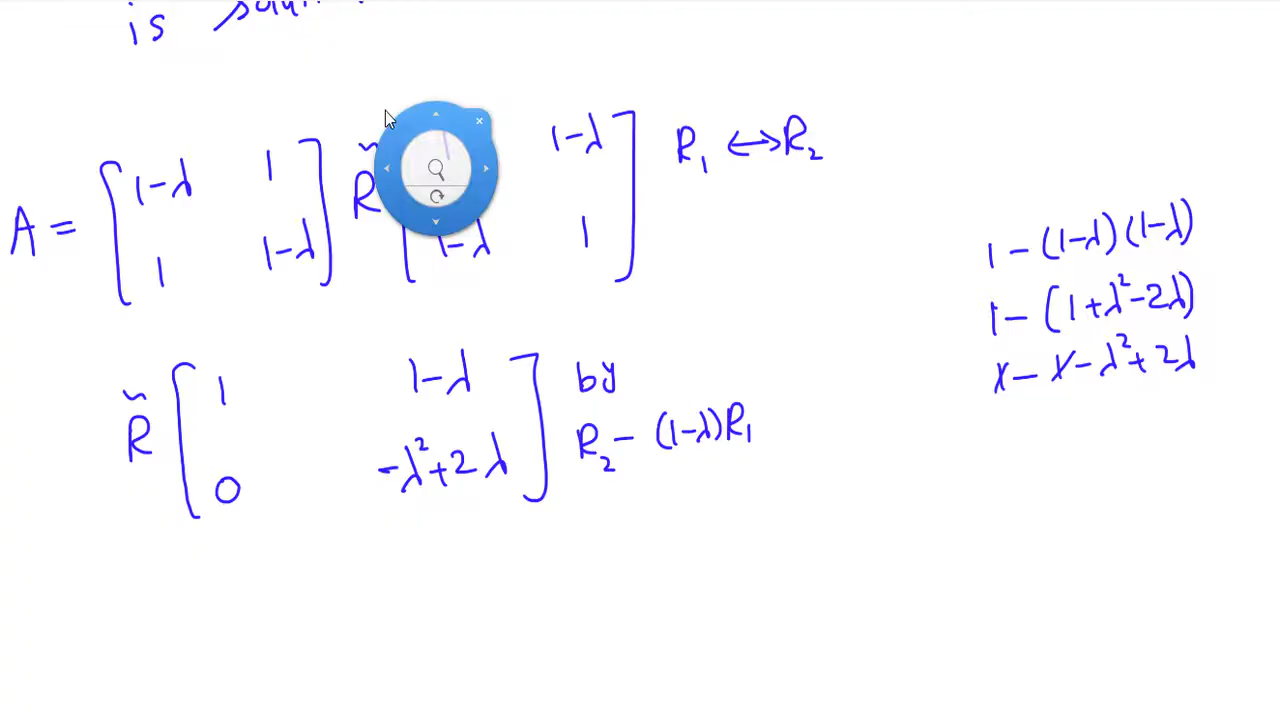 is
A = [ 1-λ 1 ; 1 1-λ ] R̃ [ 1-λ ; 1-λ 1 ] R₁ ↔ R₂
R̃ [ 1 1-λ ; 0 -λ²+2λ ] by R₂ - (1-λ)R₁
1 - (1-λ)(1-λ)
1 - (1+λ²-2λ)
1 - 1 - λ² + 2λ